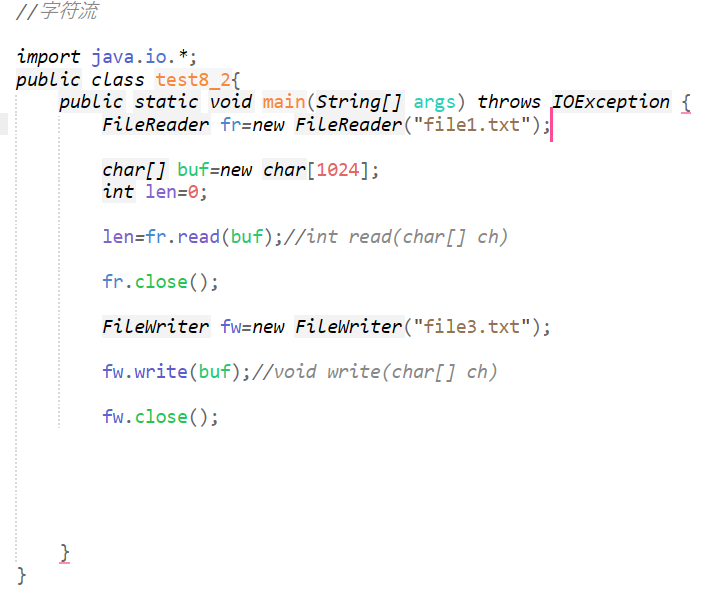 //字符流
import java.io.*;
public class test8_2{
public static void main(String[] args) throws IOException {
FileReader fr=new FileReader("file1.txt");
char[] buf=new char[1024];
int len=0;
len=fr.read(buf);//int read(char[] ch)
fr.close();
FileWriter fw=new FileWriter("file3.txt");
fw.write(buf);//void write(char[] ch)
fw.close();
}
}